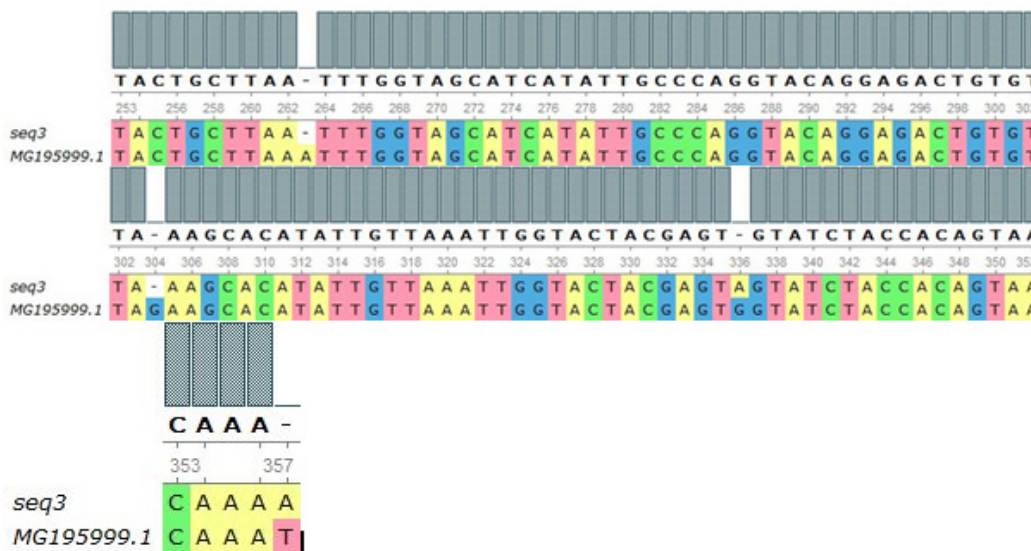 TACTGCTTAA-TTTGGTAGCATCATATTGCCCAGGTACAGGAGACTGTGT
253 256 258 260 262 264 266 268 270 272 274 276 278 280 282 284 286 288 290 292 294 296 298 300
seq3 TACTGCTTAA-TTTGGTAGCATCATATTGCCCAGGTACAGGAGACTGTGT
MG195999.1 TACTGCTTAAATTTGGTAGCATCATATTGCCCAGGTACAGGAGACTGTGT
TA-AAGCACATATTGTTAAATTGGTACTACGAGT-GTATCTACCACAGTAA
302 304 306 308 310 312 314 316 318 320 322 324 326 328 330 332 334 336 338 340 342 344 346 348 350
seq3 TA-AAGCACATATTGTTAAATTGGTACTACGAGTAGTATCTACCACAGTAA
MG195999.1 TAGAAGCACATATTGTTAAATTGGTACTACGAGTGGTATCTACCACAGTAA
CAAA-
353 357
seq3 CAAAA
MG195999.1 CAAAT